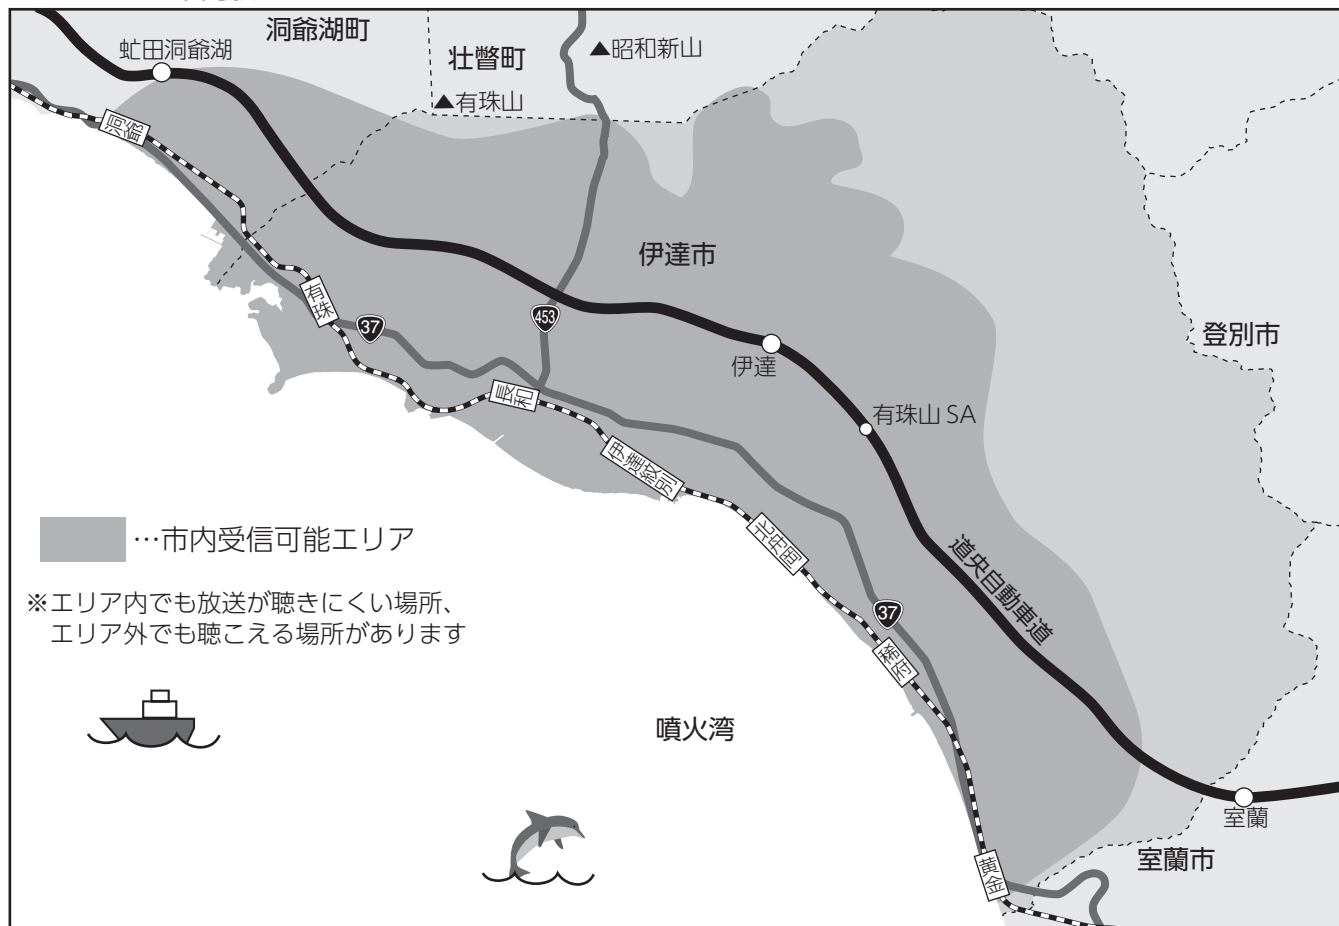 洞爺湖町
虻田洞爺湖
壮瞥町
▲昭和新山
▲有珠山
洞爺
伊達市
有珠
37
453
登別市
伊達
長和
有珠山 SA
伊達紋別
…市内受信可能エリア
北舟岡
道央自動車道
※エリア内でも放送が聴きにくい場所、
エリア外でも聴こえる場所があります
37
稀府
噴火湾
室蘭
室蘭市
黄金